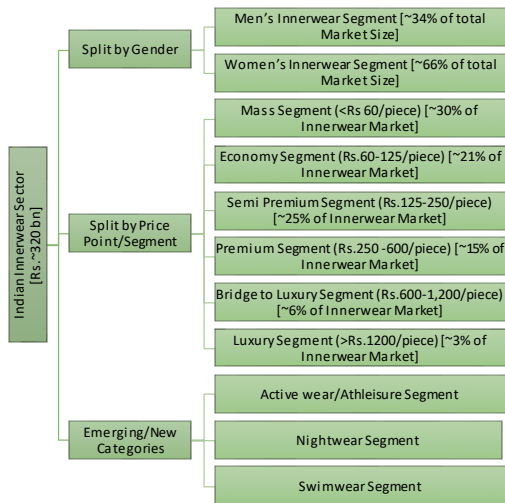 Indian Innerwear Sector
[Rs.~320 bn]
Split by Gender
Men's Innerwear Segment [~34% of total
Market Size]
Women's Innerwear Segment [~66% of total
Market Size]
Split by Price
Point/Segment
Mass Segment (<Rs 60/piece) [~30% of
Innerwear Market]
Economy Segment (Rs.60-125/piece) [~21% of
Innerwear Market]
Semi Premium Segment (Rs.125-250/piece)
[~25% of Innerwear Market]
Premium Segment (Rs.250 -600/piece) [~15%
of Innerwear Market]
Bridge to Luxury Segment (Rs.600-1,200/piece)
[~6% of Innerwear Market]
Luxury Segment (>Rs.1200/piece) [~3% of
Innerwear Market]
Emerging/New
Categories
Active wear/Athleisure Segment
Nightwear Segment
Swimwear Segment